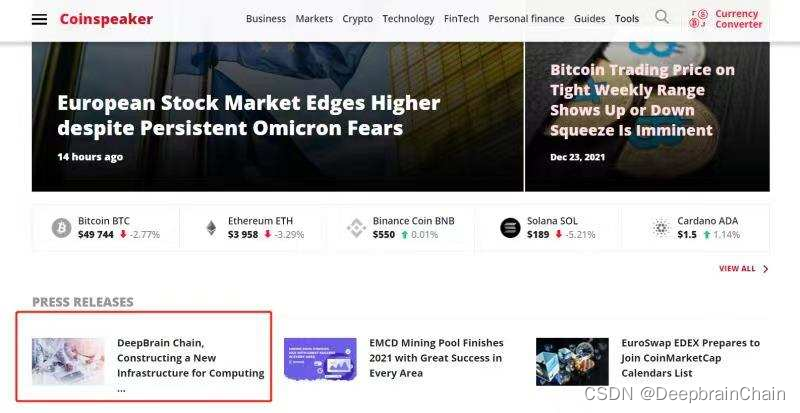 Coinspeaker
Business Markets Crypto Technology FinTech Personal finance Guides Tools
Currency
Converter
European Stock Market Edges Higher
despite Persistent Omicron Fears
14 hours ago
Bitcoin Trading Price on
Tight Weekly Range
Shows Up or Down
Squeeze Is Imminent
Dec 23, 2021
Bitcoin BTC
$49 744 -2.77%
Ethereum ETH
$3 958 -3.29%
Binance Coin BNB
$550 0.01%
Solana SOL
$189 -5.21%
Cardano ADA
$1.5 1.14%
VIEW ALL
PRESS RELEASES
DeepBrain Chain,
Constructing a New
Infrastructure for Computing
...
EMCD Mining Pool Finishes
2021 with Great Success in
Every Area
EuroSwap EDEX Prepares to
Join CoinMarketCap
Calendars List
CSDN @DeepbrainChain